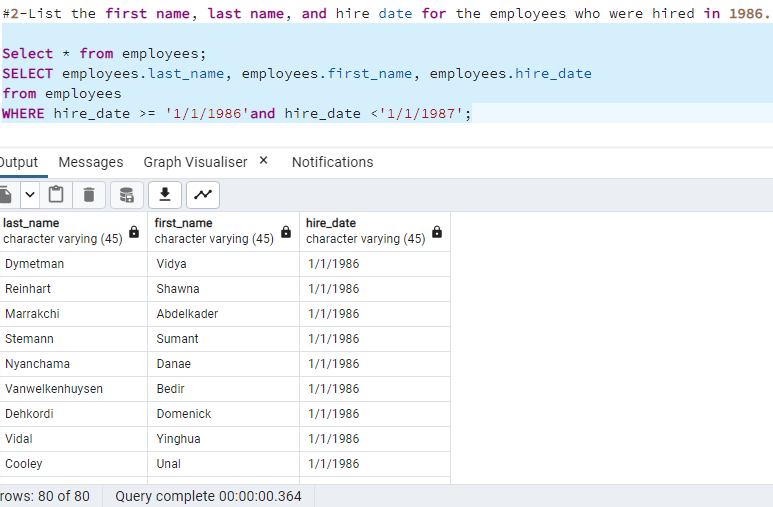 #2-List the first name, last name, and hire date for the employees who were hired in 1986.
Select * from employees;
SELECT employees.last_name, employees.first_name, employees.hire_date
from employees
WHERE hire_date >= '1/1/1986'and hire_date <'1/1/1987';
Output Messages Graph Visualiser × Notifications
last_name first_name hire_date
character varying (45) character varying (45) character varying (45)
Dymetman Vidya 1/1/1986
Reinhart Shawna 1/1/1986
Marrakchi Abdelkader 1/1/1986
Stemann Sumant 1/1/1986
Nyanchama Danae 1/1/1986
Vanwelkenhuysen Bedir 1/1/1986
Dehkordi Domenick 1/1/1986
Vidal Yinghua 1/1/1986
Cooley Unal 1/1/1986
rows: 80 of 80 Query complete 00:00:00.364